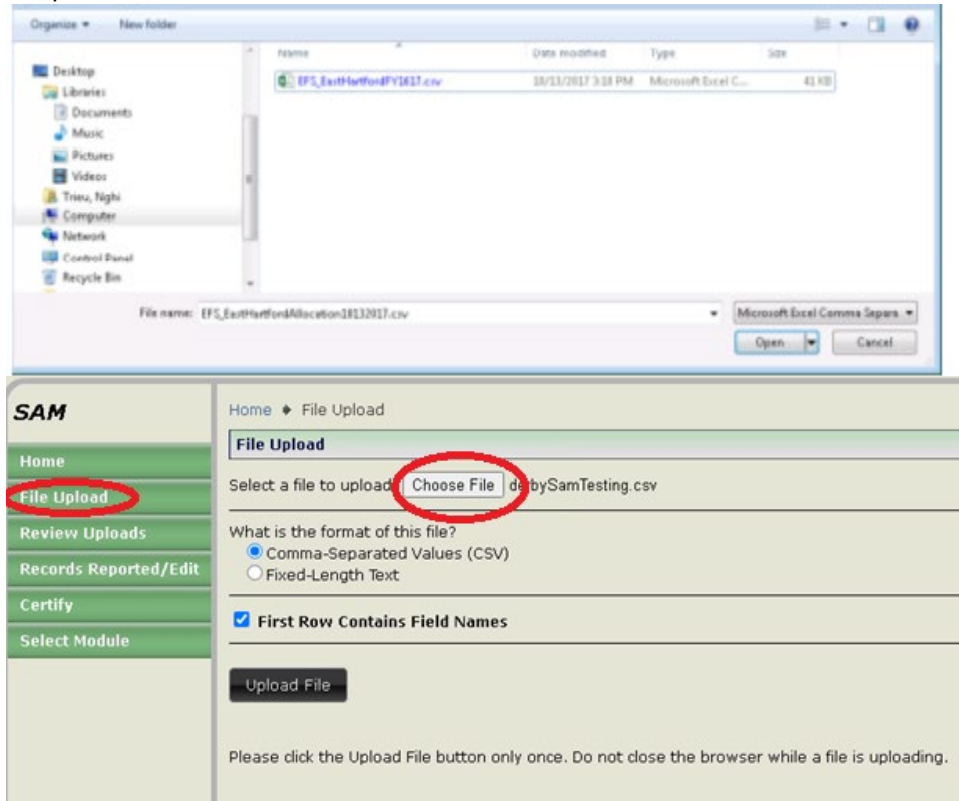 Organize New folder
Name Date modified Type Size
EFS_EastHartfordFY1617.csv 10/13/2017 3:18 PM Microsoft Excel C... 41 KB
Desktop
Libraries
Documents
Music
Pictures
Videos
Trieu, Nghi
Computer
Network
Control Panel
Recycle Bin
File name: EFS_EastHartfordAllocation10132017.csv Microsoft Excel Comma Separa
Open Cancel
SAM
Home
File Upload
Review Uploads
Records Reported/Edit
Certify
Select Module
Home File Upload
File Upload
Select a file to upload Choose File derbySamTesting.csv
What is the format of this file?
Comma-Separated Values (CSV)
Fixed-Length Text
First Row Contains Field Names
Upload File
Please click the Upload File button only once. Do not close the browser while a file is uploading.